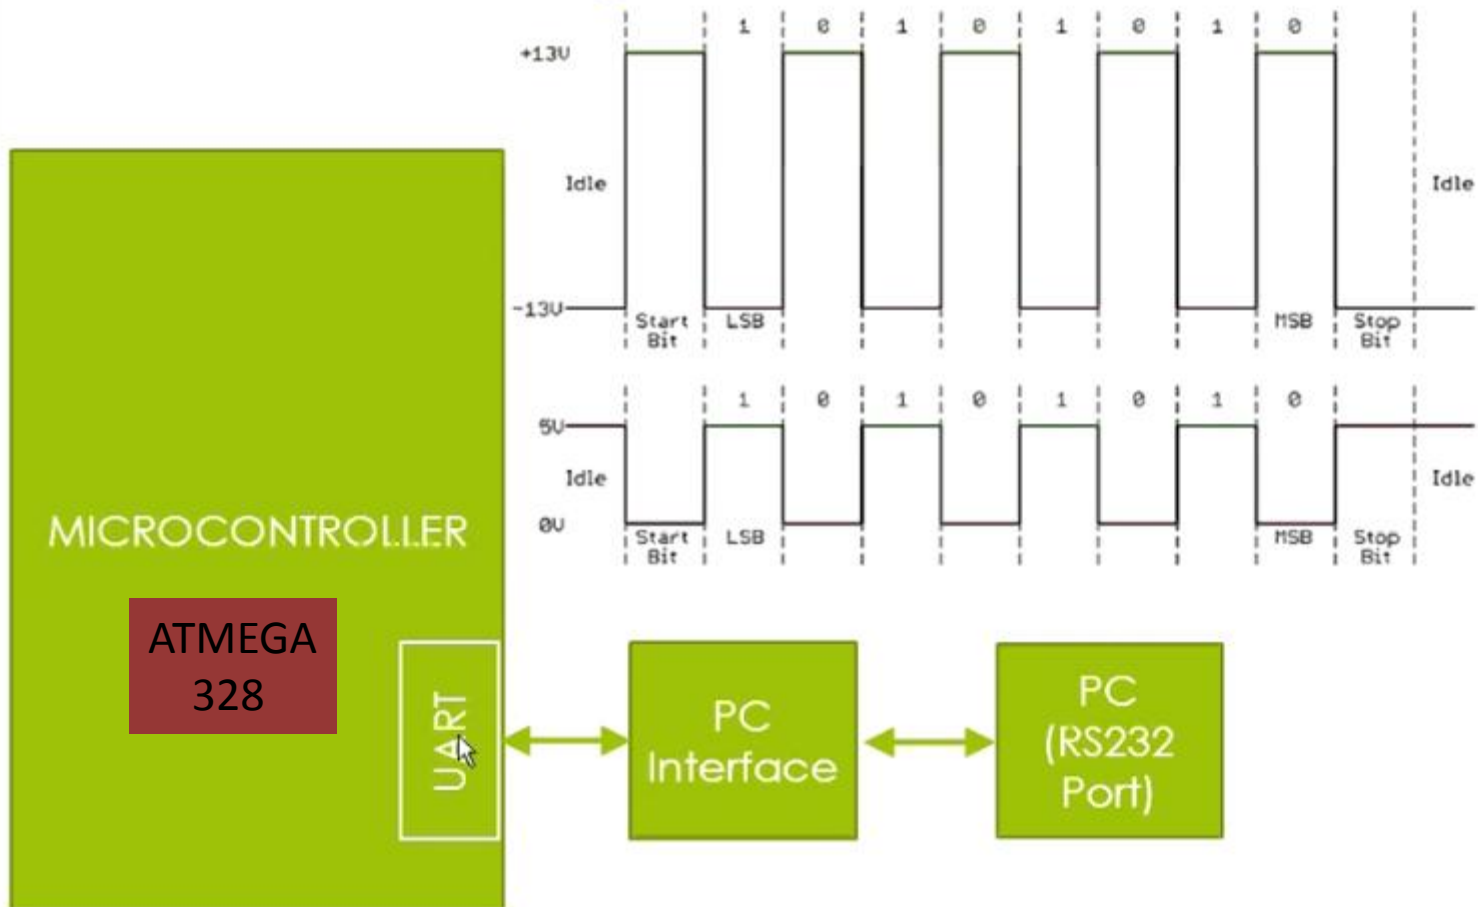 1 0 1 0 1 0 1 0
+13V
Idle
Idle
-13V
Start
Bit
LSB
MSB
Stop
Bit
1 0 1 0 1 0 1 0
5V
Idle
Idle
0V
Start
Bit
LSB
MSB
Stop
Bit
MICROCONTROLLER
ATMEGA
328
UART
PC
Interface
PC
(RS232
Port)